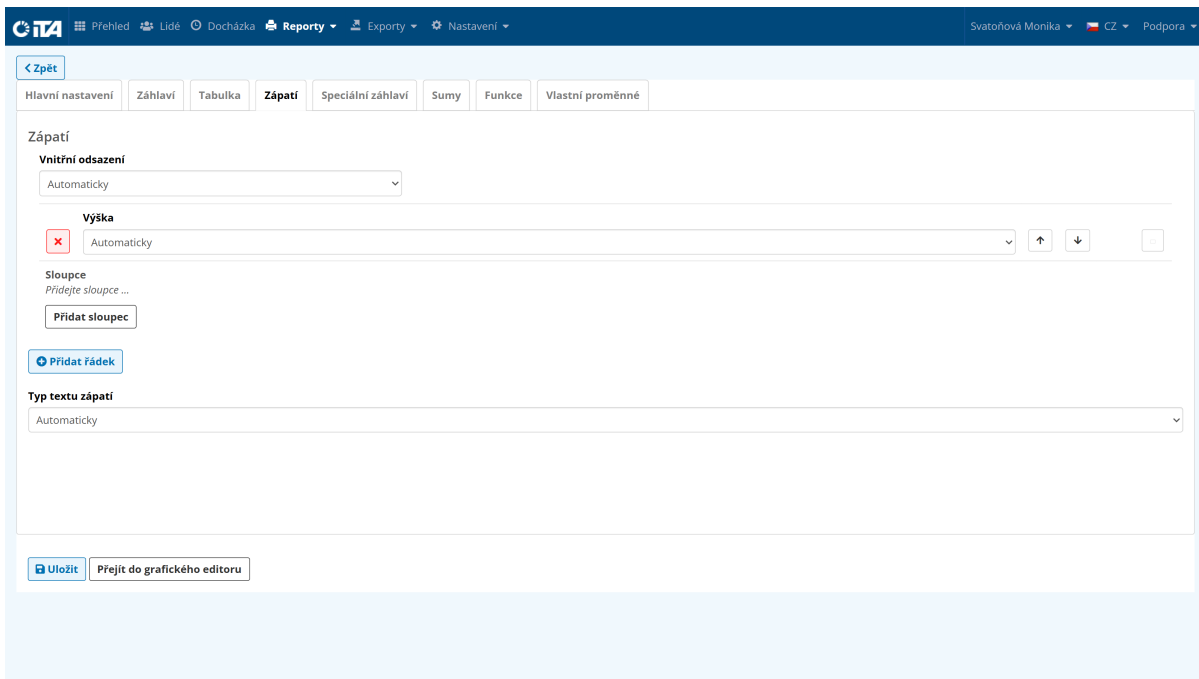 iTA Přehled Lidé Docházka Reporty Exporty Nastavení Svatoňová Monika CZ Podpora
Zpět
Hlavní nastavení Záhlaví Tabulka Zápatí Speciální záhlaví Sumy Funkce Vlastní proměnné
Zápatí
Vnitřní odsazení
Automaticky
Výška
Automaticky
Sloupce
Přidejte sloupce ...
Přidat sloupec
Přidat řádek
Typ textu zápatí
Automaticky
Uložit Přejít do grafického editoru